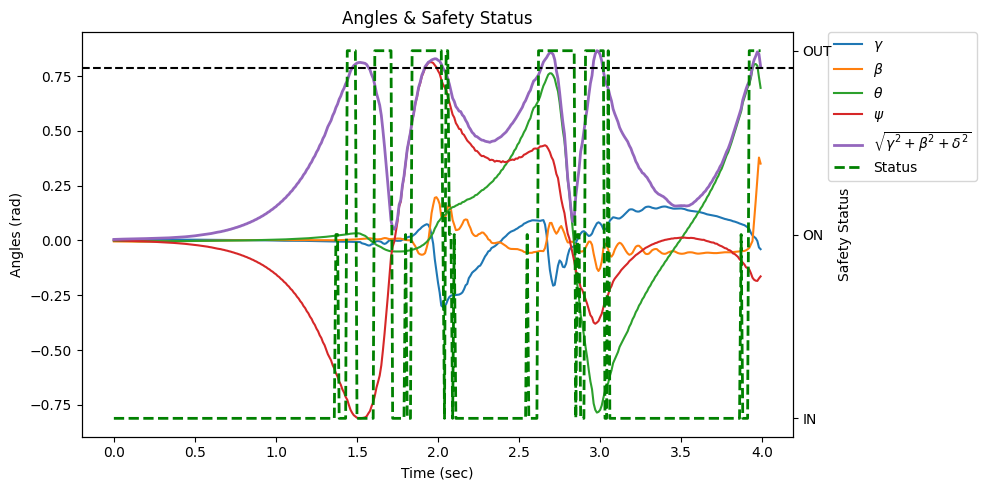 Angles & Safety Status
Angles (rad)
0.75
0.50
0.25
0.00
−0.25
−0.50
−0.75
0.0 0.5 1.0 1.5 2.0 2.5 3.0 3.5 4.0
Time (sec)
OUT
ON
IN
Safety Status
γ
β
θ
ψ
√γ² + β² + δ²
Status